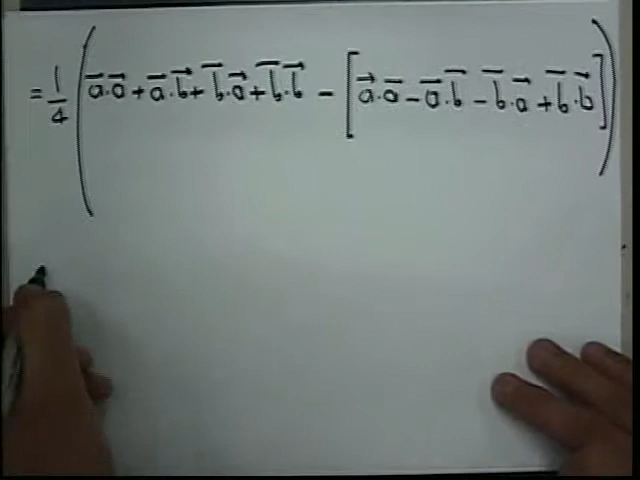 = 1/4 ( a⃗·a⃗ + a⃗·b⃗ + b⃗·a⃗ + b⃗·b⃗ − [ a⃗·a⃗ − a⃗·b⃗ − b⃗·a⃗ + b⃗·b⃗ ] )